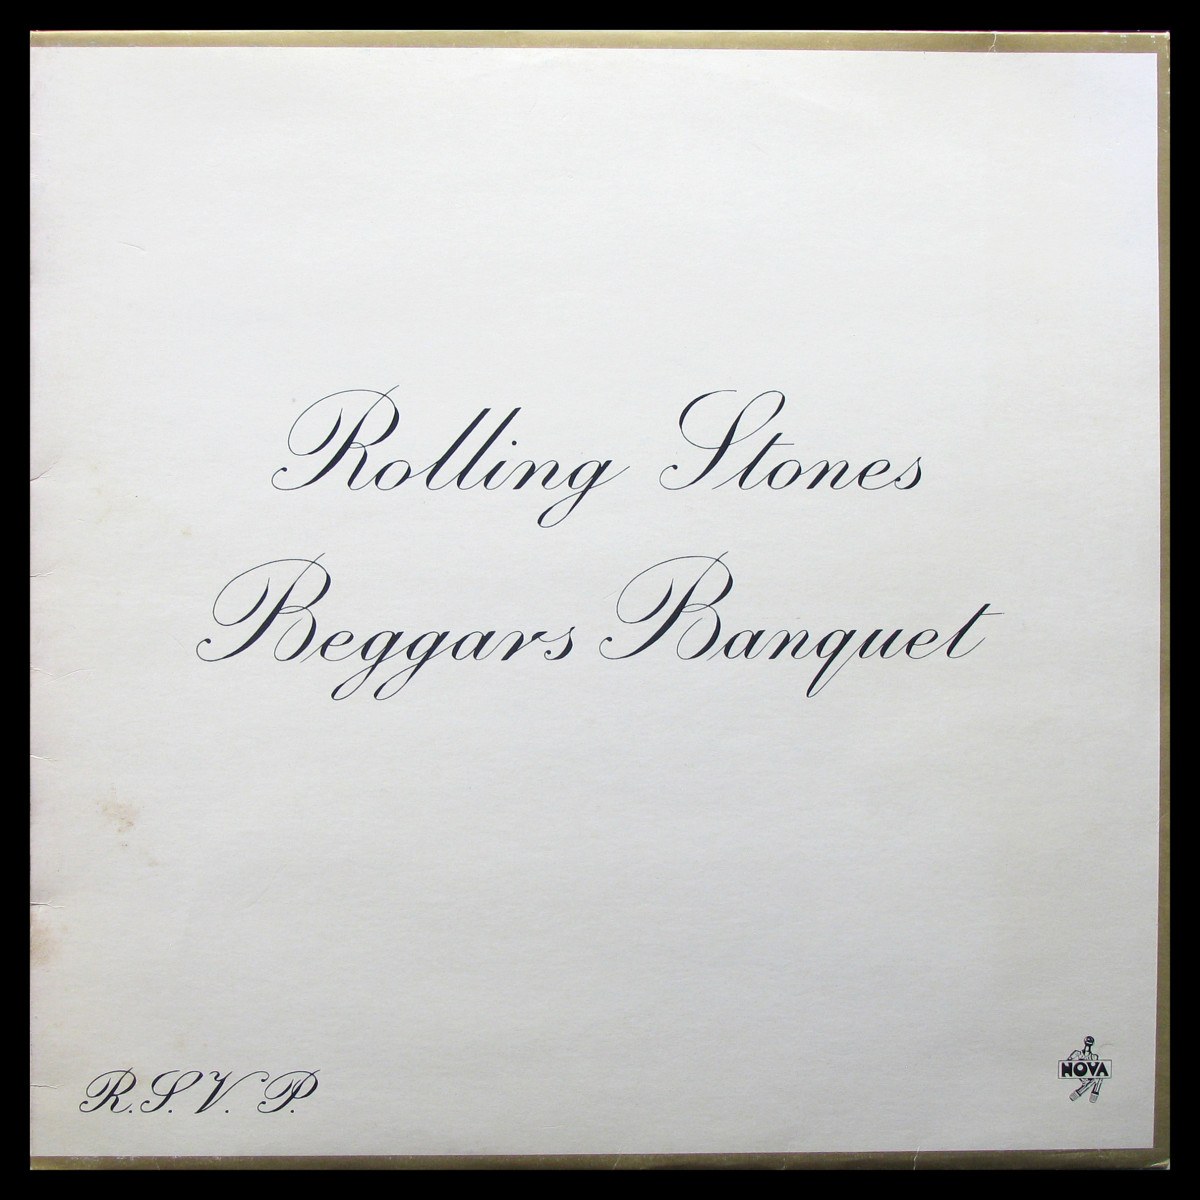 Rolling Stones
Beggars Banquet
R.S.V.P.
NOVA